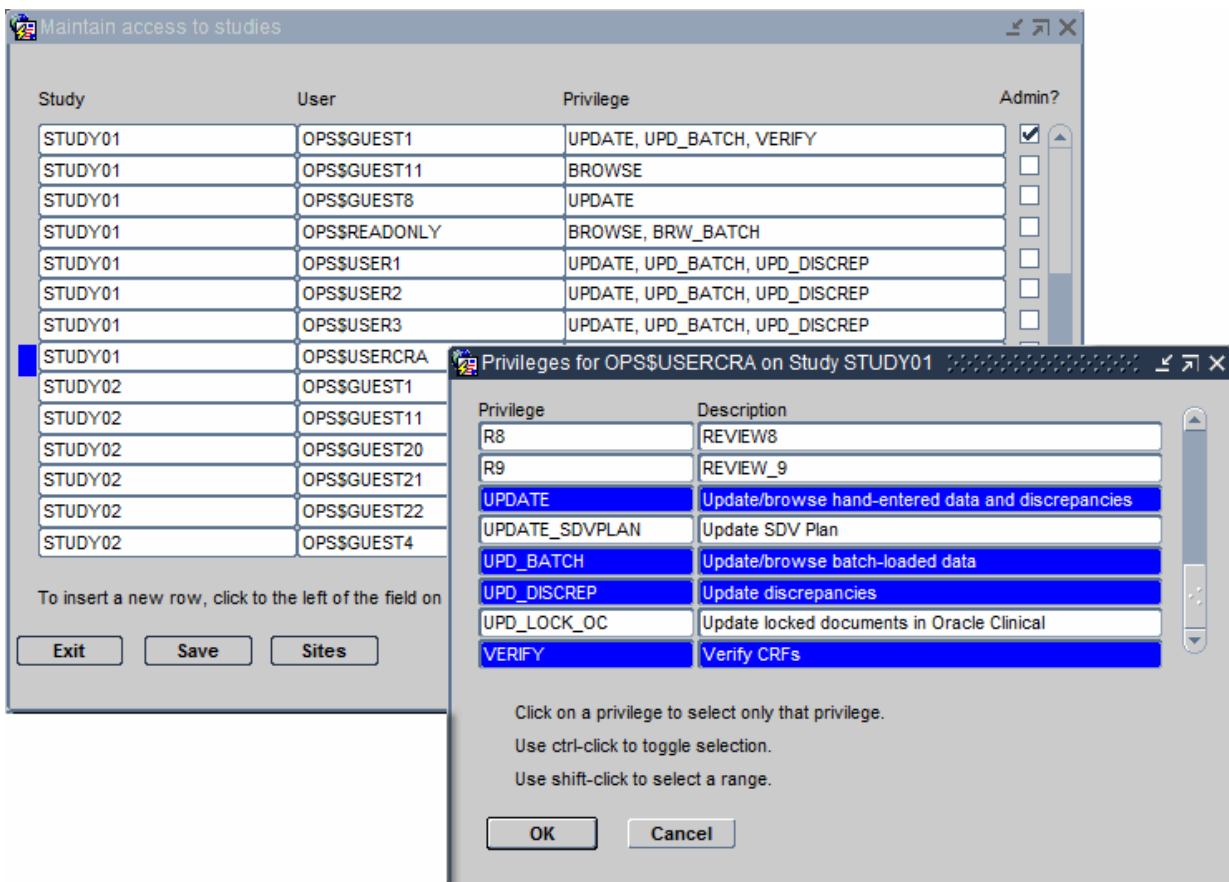 Maintain access to studies
Study User Privilege Admin?
STUDY01 OPS$GUEST1 UPDATE, UPD_BATCH, VERIFY
STUDY01 OPS$GUEST11 BROWSE
STUDY01 OPS$GUEST8 UPDATE
STUDY01 OPS$READONLY BROWSE, BRW_BATCH
STUDY01 OPS$USER1 UPDATE, UPD_BATCH, UPD_DISCREP
STUDY01 OPS$USER2 UPDATE, UPD_BATCH, UPD_DISCREP
STUDY01 OPS$USER3 UPDATE, UPD_BATCH, UPD_DISCREP
STUDY01 OPS$USERCRA
STUDY02 OPS$GUEST1
STUDY02 OPS$GUEST11
STUDY02 OPS$GUEST20
STUDY02 OPS$GUEST21
STUDY02 OPS$GUEST22
STUDY02 OPS$GUEST4
To insert a new row, click to the left of the field on
Exit Save Sites
Privileges for OPS$USERCRA on Study STUDY01
Privilege Description
R8 REVIEW8
R9 REVIEW_9
UPDATE Update/browse hand-entered data and discrepancies
UPDATE_SDVPLAN Update SDV Plan
UPD_BATCH Update/browse batch-loaded data
UPD_DISCREP Update discrepancies
UPD_LOCK_OC Update locked documents in Oracle Clinical
VERIFY Verify CRFs
Click on a privilege to select only that privilege.
Use ctrl-click to toggle selection.
Use shift-click to select a range.
OK Cancel